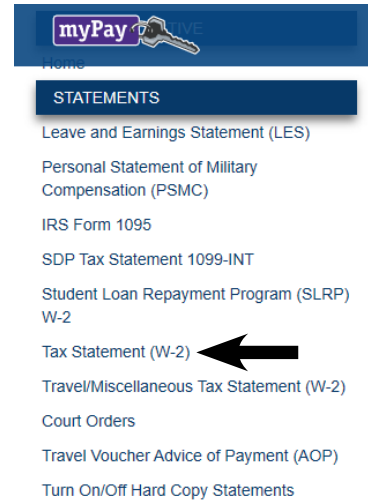 myPay
TIVE
Home
STATEMENTS
Leave and Earnings Statement (LES)
Personal Statement of Military
Compensation (PSMC)
IRS Form 1095
SDP Tax Statement 1099-INT
Student Loan Repayment Program (SLRP)
W-2
Tax Statement (W-2)
Travel/Miscellaneous Tax Statement (W-2)
Court Orders
Travel Voucher Advice of Payment (AOP)
Turn On/Off Hard Copy Statements